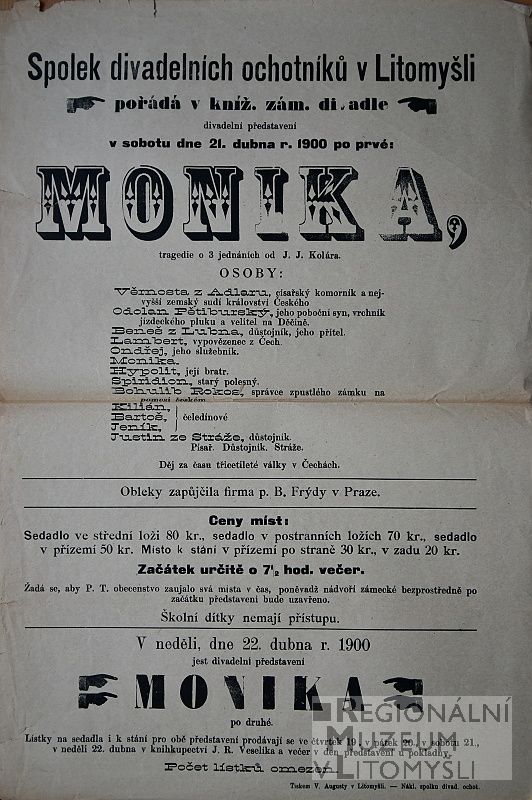 Spolek divadelních ochotníků v Litomyšli
pořádá v kníž. zám. divadle
divadelní představení
v sobotu dne 21. dubna r. 1900 po prvé:
MONIKA,
tragedie o 3 jednáních od J. J. Kolára.
OSOBY:
Věrnosta z Adlaru, císařský komorník a nej-
vyšší zemský sudí království Českého
Odolan Pětiburský, jeho poboční syn, vrchník
jízdeckého pluku a velitel na Děčíně.
Beneš z Lubna, důstojník, jeho přítel.
Lambert, vypovězenec z Čech.
Ondřej, jeho služebník.
Monika.
Hypolit, její bratr.
Spiridion, starý polesný.
Bohulib Rokos, správce zpustlého zámku na
pomezí českém
Kilián,
Bartoš, čeledínové
Jeník,
Justin ze Stráže, důstojník.
Písař. Důstojník. Stráže.
Děj za času třicetileté války v Čechách.
Obleky zapůjčila firma p. B. Frýdy v Praze.
Ceny míst:
Sedadlo ve střední loži 80 kr., sedadlo v postranních ložích 70 kr., sedadlo
v přízemí 50 kr. Místo k stání v přízemí po straně 30 kr., v zadu 20 kr.
Začátek určitě o 7½ hod. večer.
Žádá se, aby P. T. obecenstvo zaujalo svá místa v čas, poněvadž nádvoří zámecké bezprostředně po
začátku představení bude uzavřeno.
Školní dítky nemají přístupu.
V neděli, dne 22. dubna r. 1900
jest divadelní představení
MONIKA
po druhé.
Lístky na sedadla i k stání pro obě představení prodávají se ve čtvrtek 19., v pátek 20., v sobotu 21.,
v neděli 22. dubna v knihkupectví J. R. Veselíka a večer v den představení u pokladny.
Počet lístků omezen.
Tiskem V. Augusty v Litomyšli. — Nákl. spolku divad. ochot.
REGIONÁLNÍ
MUZEUM
V LITOMYŠLI